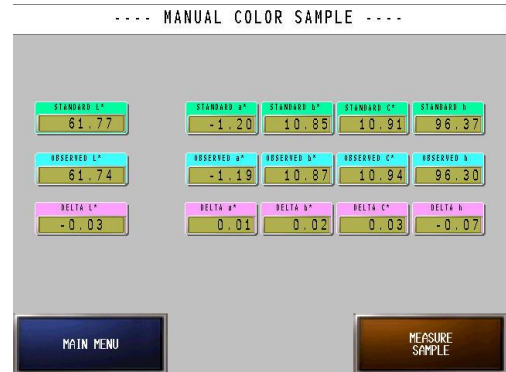 ---- MANUAL COLOR SAMPLE ----
STANDARD L* STANDARD a* STANDARD b* STANDARD C* STANDARD h
61.77 -1.20 10.85 10.91 96.37
OBSERVED L* OBSERVED a* OBSERVED b* OBSERVED C* OBSERVED h
61.74 -1.19 10.87 10.94 96.30
DELTA L* DELTA a* DELTA b* DELTA C* DELTA h
-0.03 0.01 0.02 0.03 -0.07
MAIN MENU
MEASURE
SAMPLE